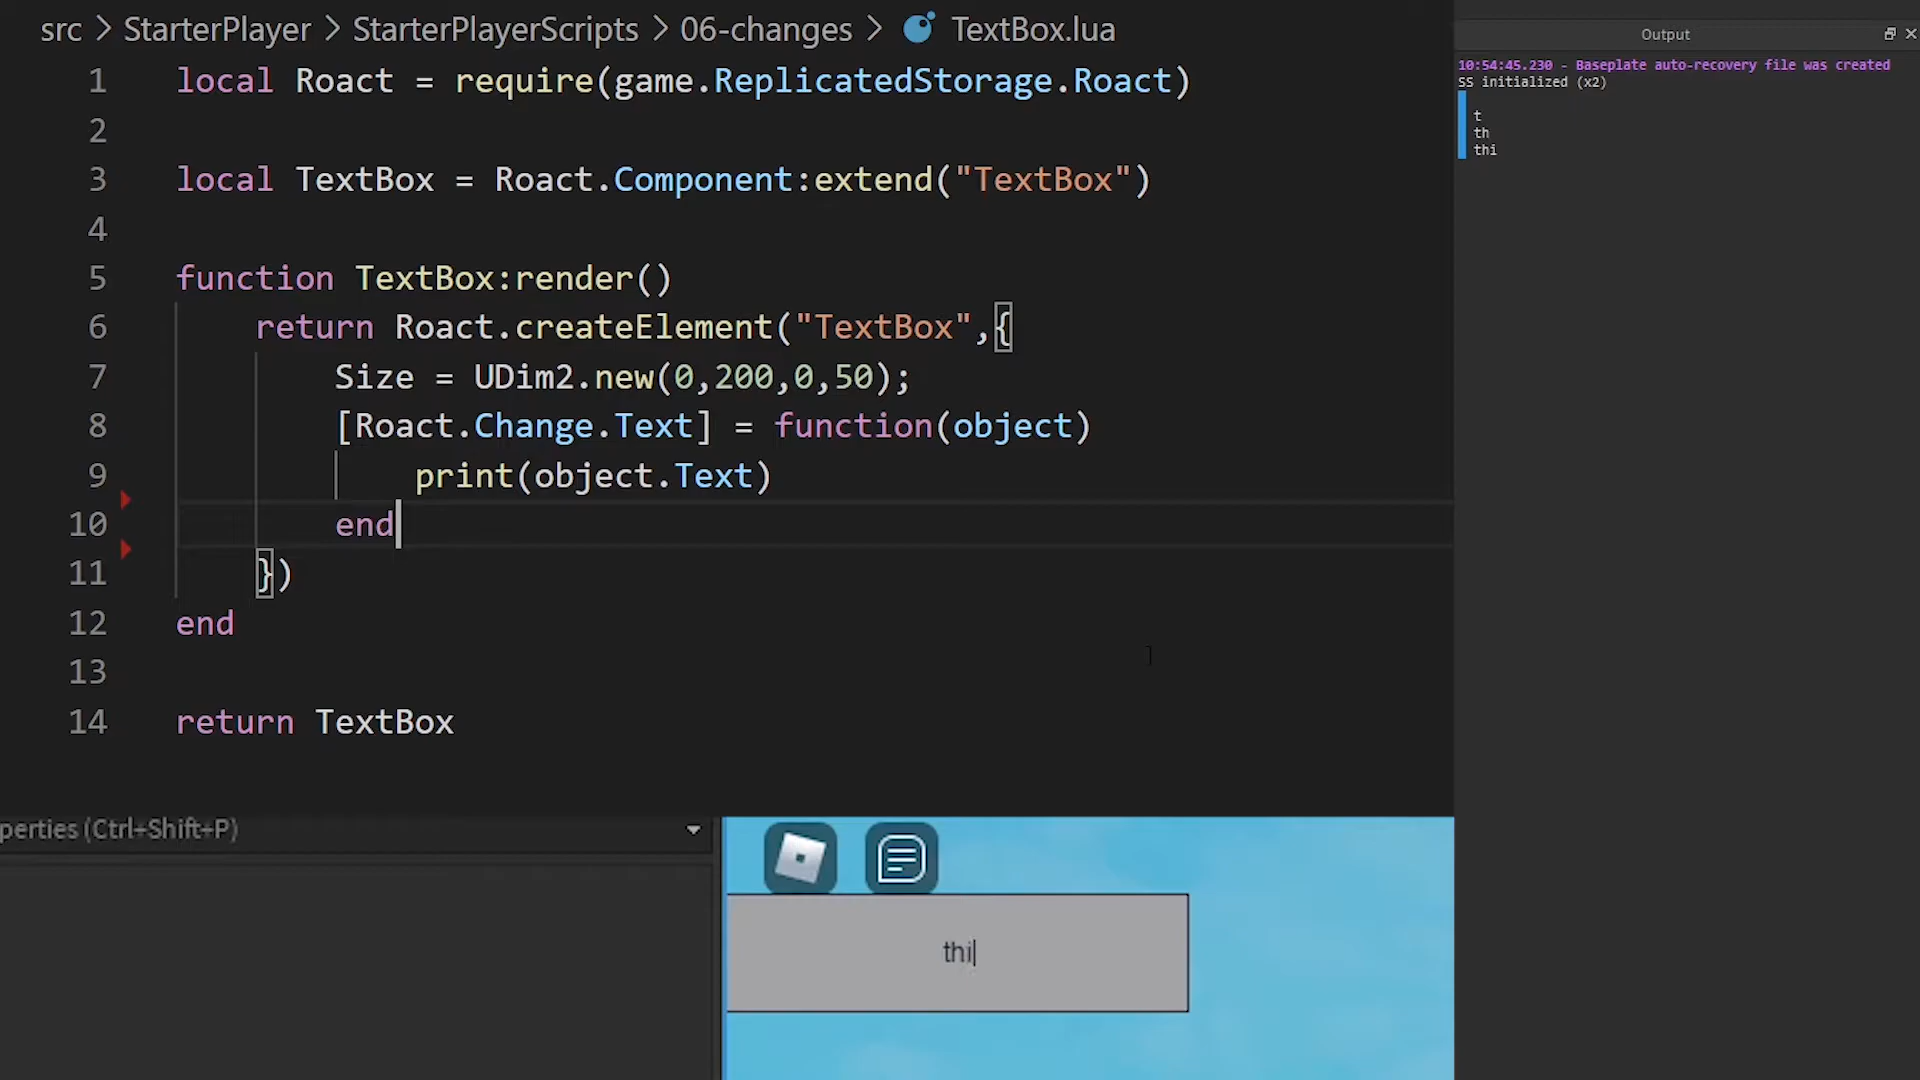 src > StarterPlayer > StarterPlayerScripts > 06-changes > TextBox.lua
1 local Roact = require(game.ReplicatedStorage.Roact)
2
3 local TextBox = Roact.Component:extend("TextBox")
4
5 function TextBox:render()
6 return Roact.createElement("TextBox",{
7 Size = UDim2.new(0,200,0,50);
8 [Roact.Change.Text] = function(object)
9 print(object.Text)
10 end
11 })
12 end
13
14 return TextBox
Output
10:54:45.230 - Baseplate auto-recovery file was created
SS initialized (x2)
t
th
thi
perties (Ctrl+Shift+P)
thi